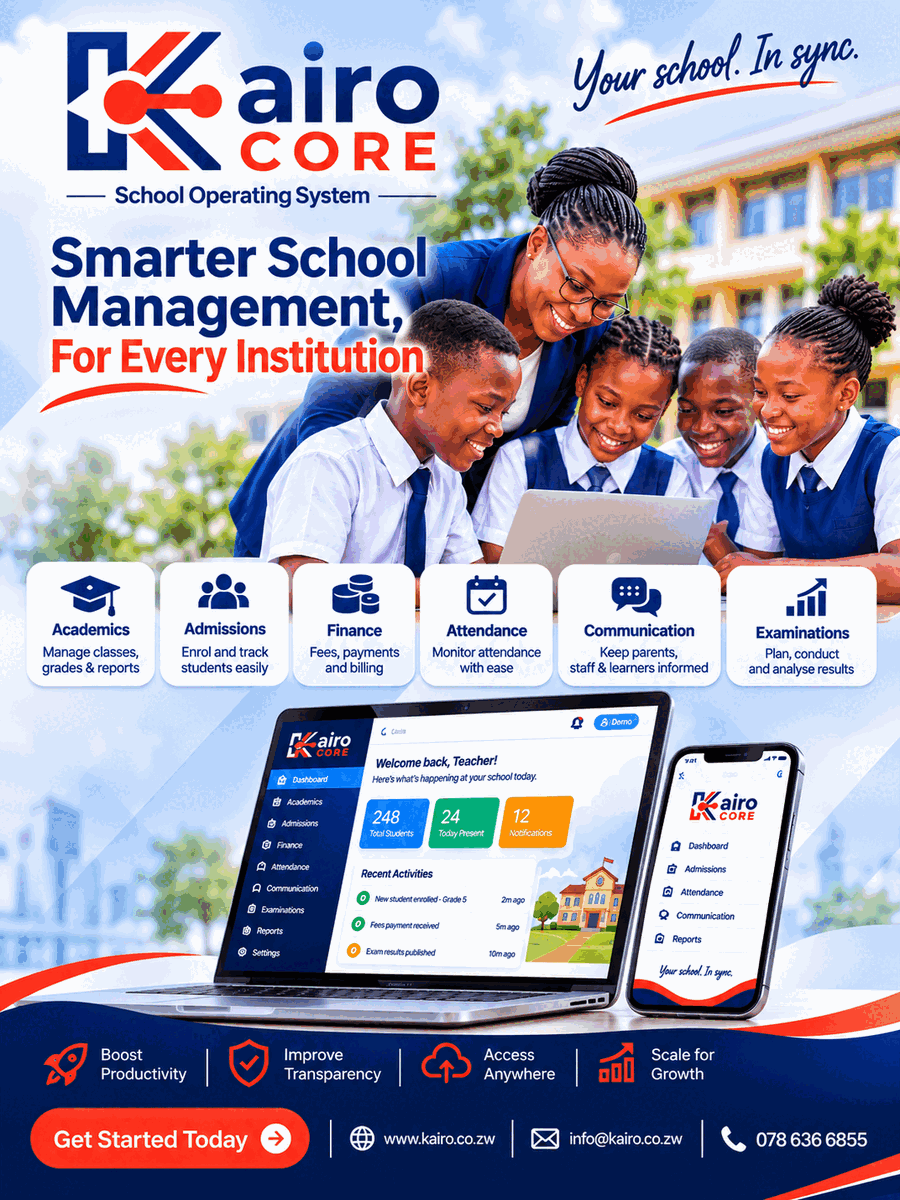 Kairo
CORE
School Operating System
Your school. In sync.
Smarter School
Management,
For Every Institution
Academics
Manage classes,
grades & reports
Admissions
Enrol and track
students easily
Finance
Fees, payments
and billing
Attendance
Monitor attendance
with ease
Communication
Keep parents,
staff & learners informed
Examinations
Plan, conduct
and analyse results
Kairo
CORE
Demo
Dashboard
Academics
Admissions
Finance
Attendance
Communication
Examinations
Reports
Settings
Welcome back, Teacher!
Here's what's happening at your school today.
248
Total Students
24
Today Present
12
Notifications
Recent Activities
New student enrolled - Grade 5 2m ago
Fees payment received 5m ago
Exam results published 10m ago
Kairo
CORE
Dashboard
Admissions
Attendance
Communication
Reports
Your school. In sync.
Boost
Productivity
Improve
Transparency
Access
Anywhere
Scale for
Growth
Get Started Today
www.kairo.co.zw
info@kairo.co.zw
078 636 6855